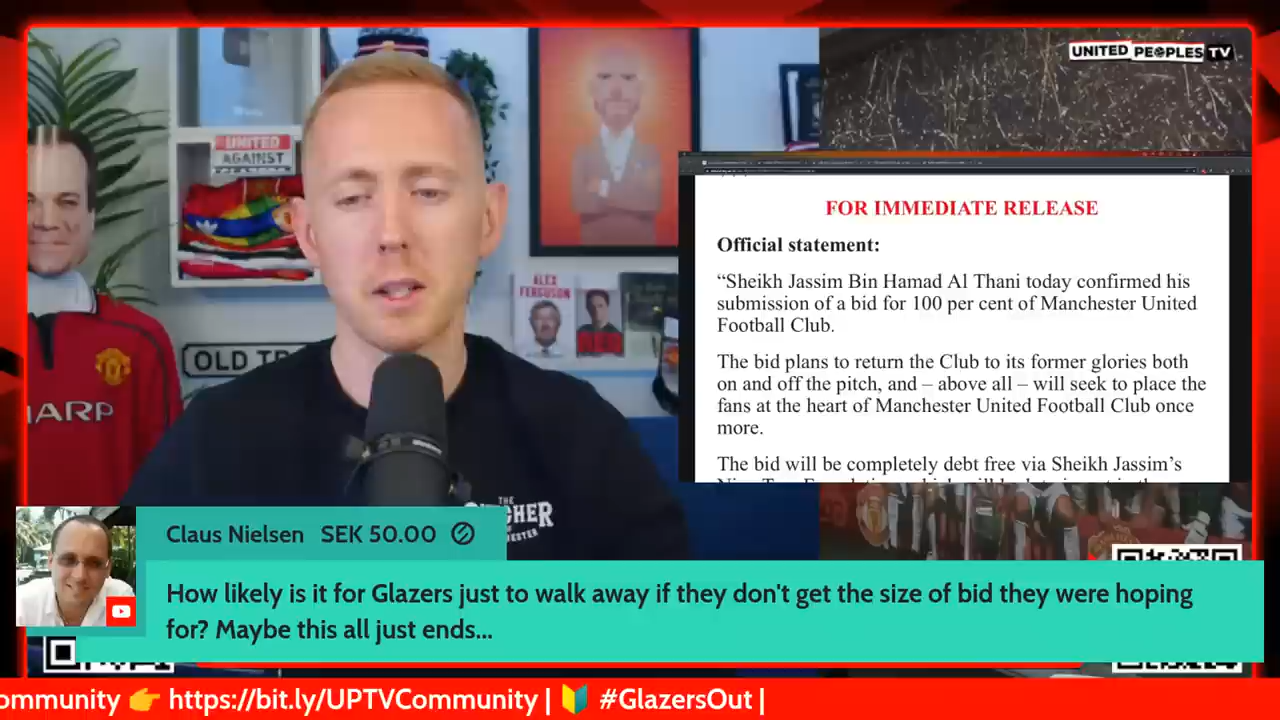 UNITED PEOPLES TV
UNITED
AGAINST
ALEX
FERGUSON
RED
OLD TR
HARP
FOR IMMEDIATE RELEASE
Official statement:
“Sheikh Jassim Bin Hamad Al Thani today confirmed his
submission of a bid for 100 per cent of Manchester United
Football Club.
The bid plans to return the Club to its former glories both
on and off the pitch, and – above all – will seek to place the
fans at the heart of Manchester United Football Club once
more.
The bid will be completely debt free via Sheikh Jassim’s
THE
Claus Nielsen SEK 50.00
How likely is it for Glazers just to walk away if they don't get the size of bid they were hoping
for? Maybe this all just ends...
ommunity 👉 https://bit.ly/UPTVCommunity | 🔰 #GlazersOut |